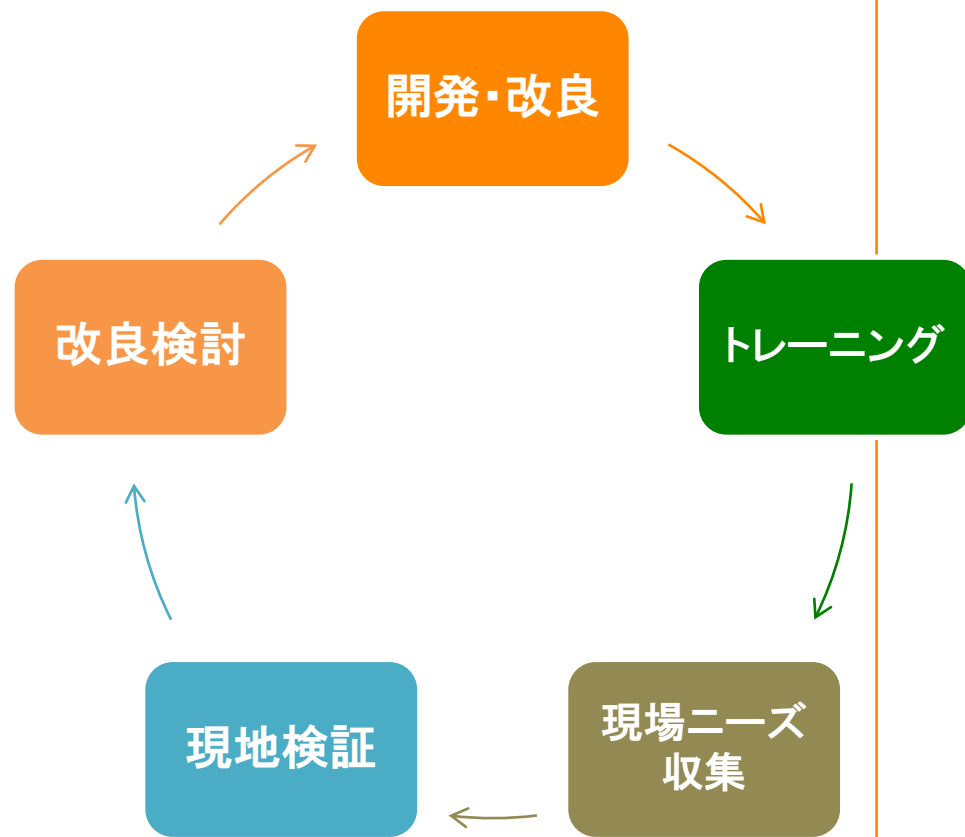 開発・改良
改良検討
トレーニング
現場ニーズ
収集
現地検証